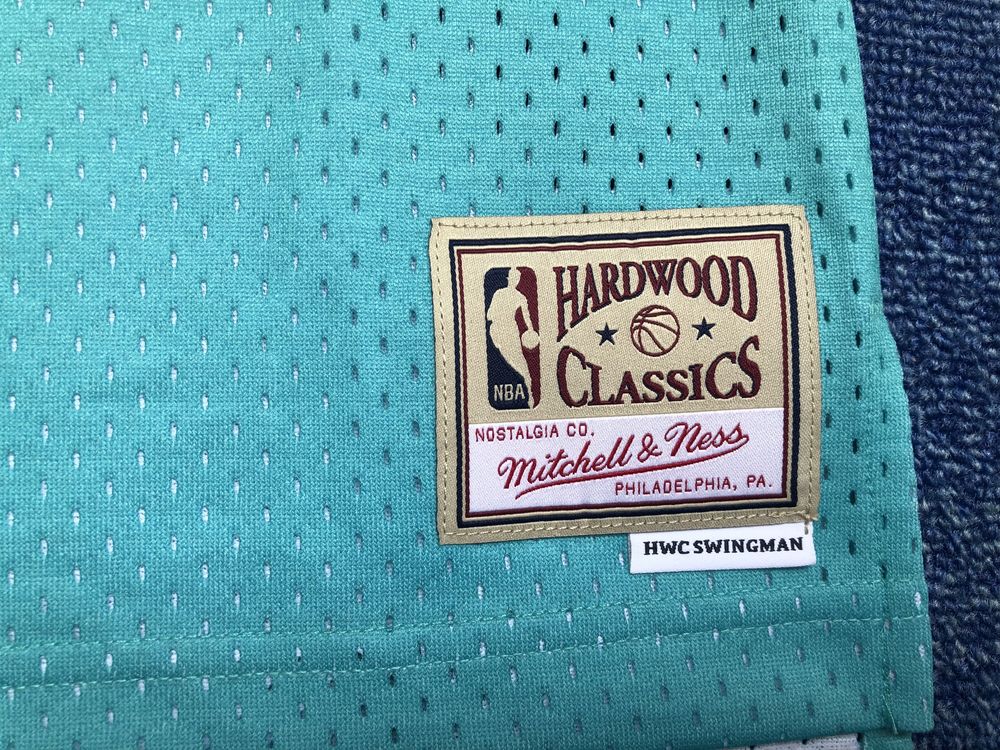 HARDWOOD
CLASSICS
NBA
NOSTALGIA CO.
Mitchell & Ness
PHILADELPHIA, PA.
HWC SWINGMAN